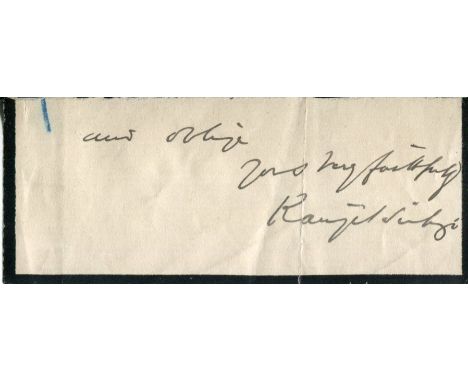 and oblige
yours very faithfully
Ranjitsinhji